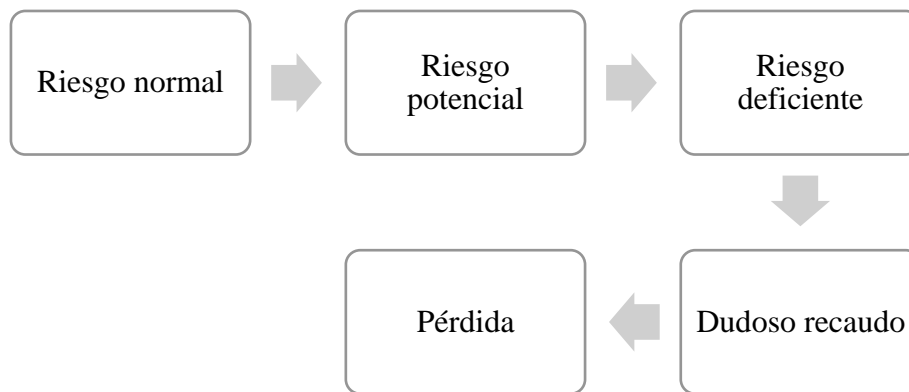 Riesgo normal
Riesgo
potencial
Riesgo
deficiente
Dudoso recaudo
Pérdida